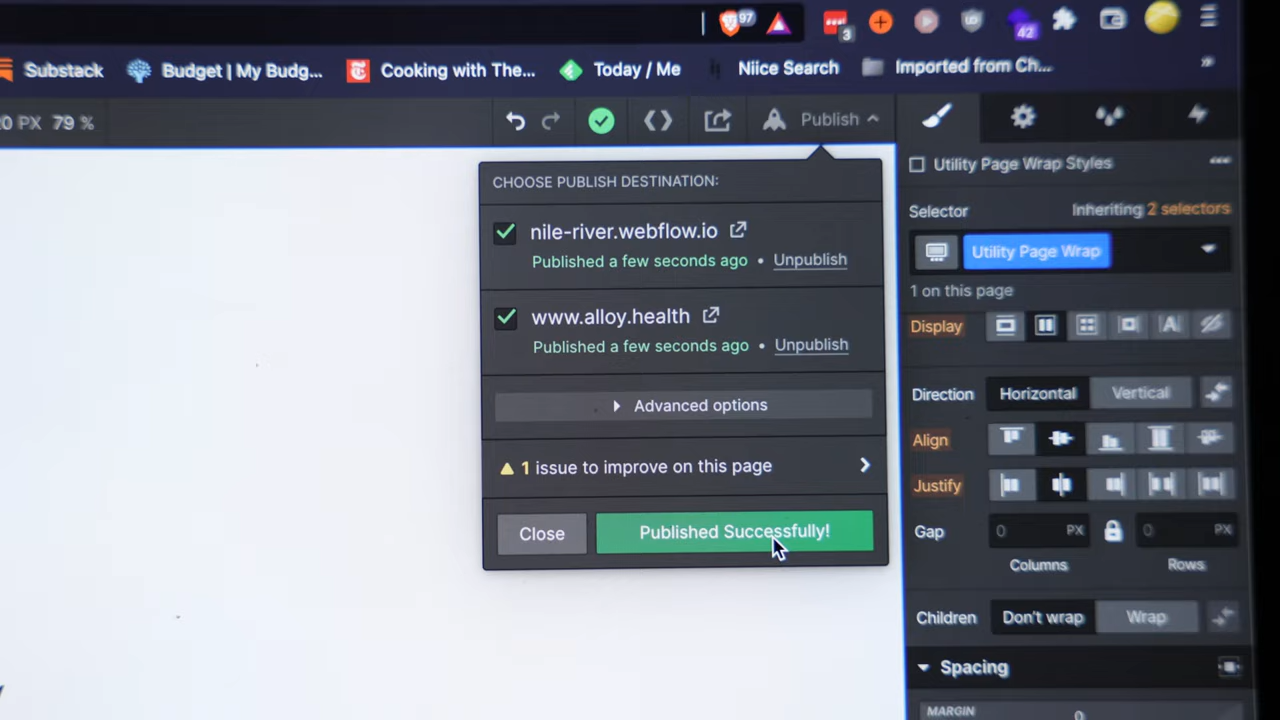 97
3
42
Substack
Budget | My Budg...
Cooking with The...
Today / Me
Niice Search
Imported from Ch...
0 PX 79 %
Publish
Utility Page Wrap Styles
CHOOSE PUBLISH DESTINATION:
nile-river.webflow.io
Published a few seconds ago • Unpublish
www.alloy.health
Published a few seconds ago • Unpublish
Advanced options
1 issue to improve on this page
Close
Published Successfully!
Selector
Inheriting 2 selectors
Utility Page Wrap
1 on this page
Display
Direction
Horizontal
Vertical
Align
Justify
Gap
0 PX
0 PX
Columns
Rows
Children
Don't wrap
Wrap
Spacing
MARGIN
0